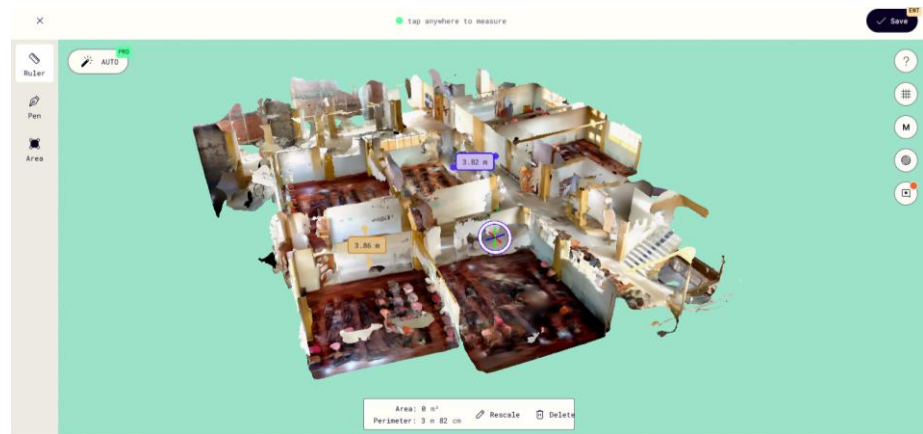 tap anywhere to measure
ENT
Save
Ruler
PRO
AUTO
?
Pen
M
Area
3.82 m
3.86 m
Area: 0 m²
Perimeter: 3 m 82 cm
Rescale
Delete